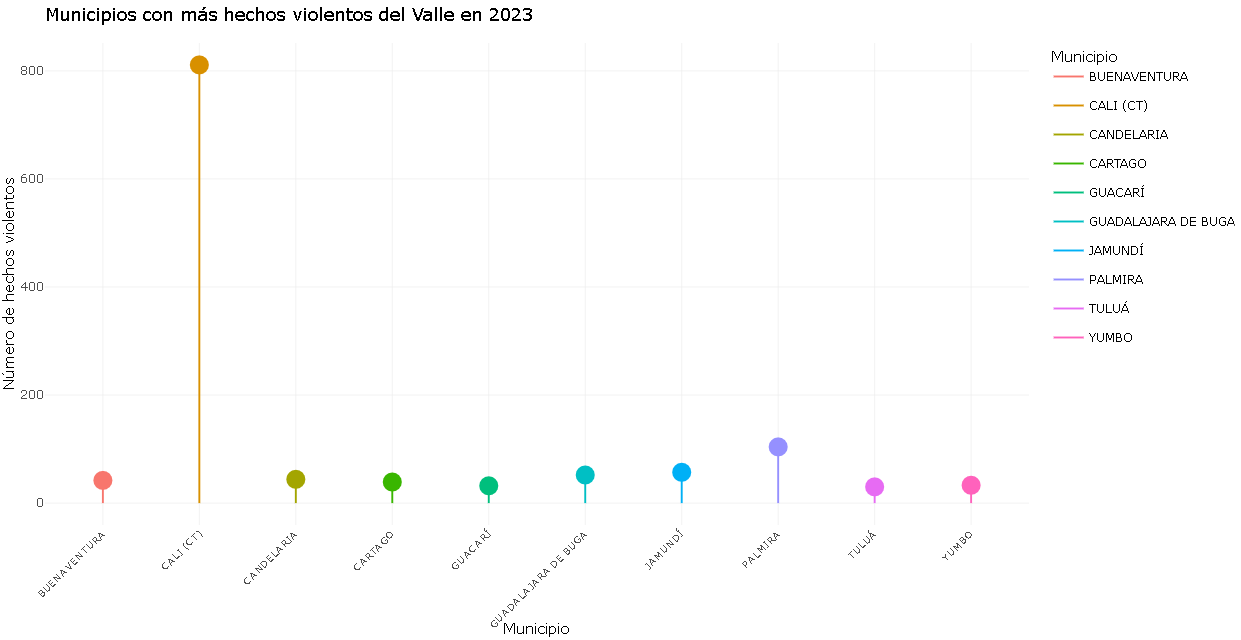 Municipios con más hechos violentos del Valle en 2023
Número de hechos violentos
800
600
400
200
0
BUENAVENTURA
CALI (CT)
CANDELARIA
CARTAGO
GUACARÍ
GUADALAJARA DE BUGA
JAMUNDÍ
PALMIRA
TULUÁ
YUMBO
Municipio
Municipio
BUENAVENTURA
CALI (CT)
CANDELARIA
CARTAGO
GUACARÍ
GUADALAJARA DE BUGA
JAMUNDÍ
PALMIRA
TULUÁ
YUMBO